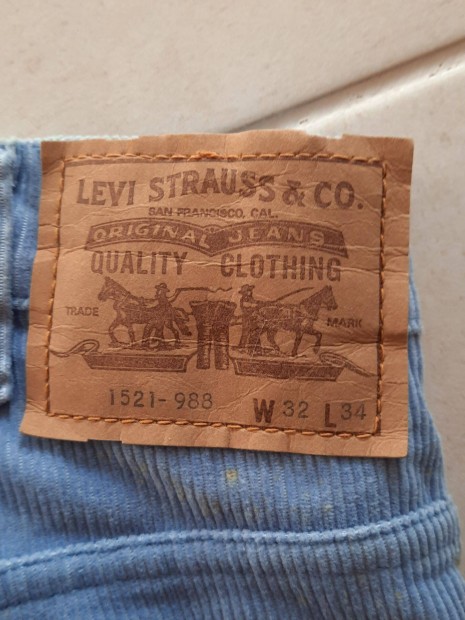 LEVI STRAUSS & CO.
SAN FRANCISCO, CAL.
ORIGINAL JEANS
QUALITY CLOTHING
TRADE MARK
1521-988 W 32 L 34